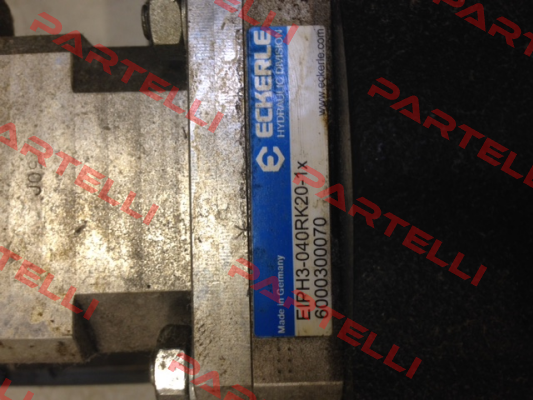 ECKERLE
HYDRAULIC DIVISION
www.eckerle.com
Made in Germany
EIPH3-040RK20-1x
6000300070
PARTELLI
PARTELLI
PARTELLI
PARTELLI
PARTELLI
PARTELLI
PARTELLI